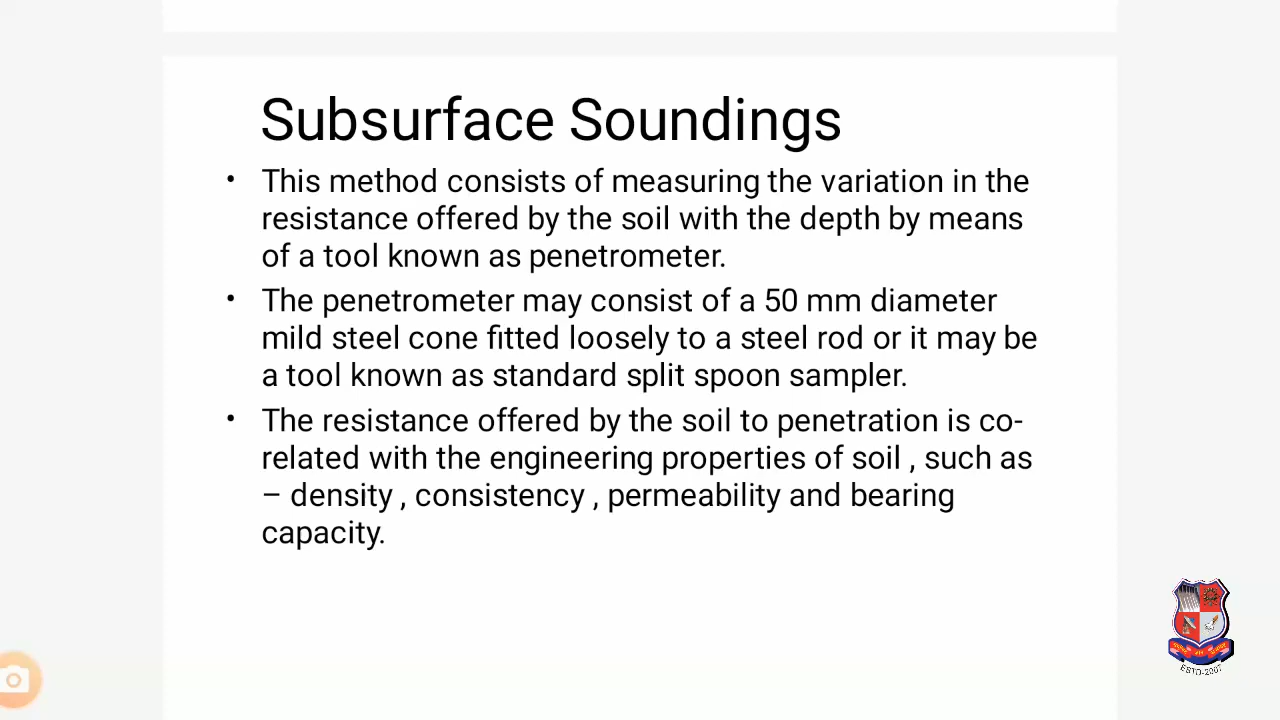 Subsurface Soundings
• This method consists of measuring the variation in the
resistance offered by the soil with the depth by means
of a tool known as penetrometer.
• The penetrometer may consist of a 50 mm diameter
mild steel cone fitted loosely to a steel rod or it may be
a tool known as standard split spoon sampler.
• The resistance offered by the soil to penetration is co-
related with the engineering properties of soil , such as
– density , consistency , permeability and bearing
capacity.
ESTD-2007